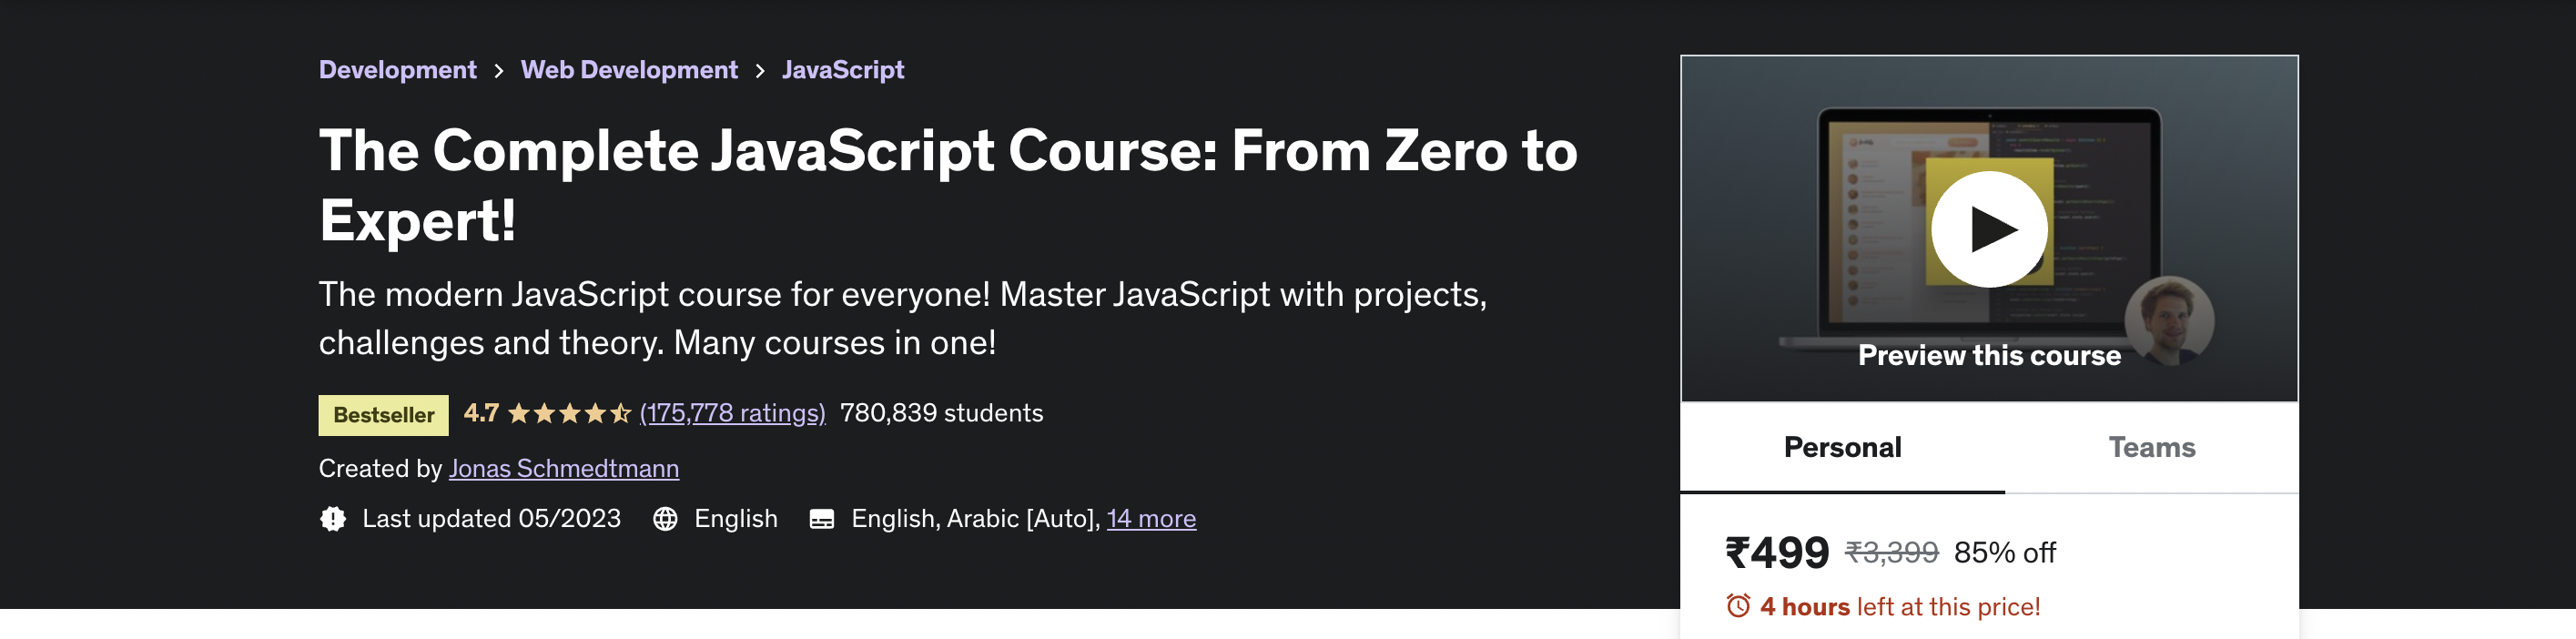 Development > Web Development > JavaScript
The Complete JavaScript Course: From Zero to
Expert!
The modern JavaScript course for everyone! Master JavaScript with projects,
challenges and theory. Many courses in one!
Bestseller 4.7 (175,778 ratings) 780,839 students
Created by Jonas Schmedtmann
Last updated 05/2023 English English, Arabic [Auto], 14 more
Preview this course
Personal Teams
₹499 ₹3,399 85% off
4 hours left at this price!